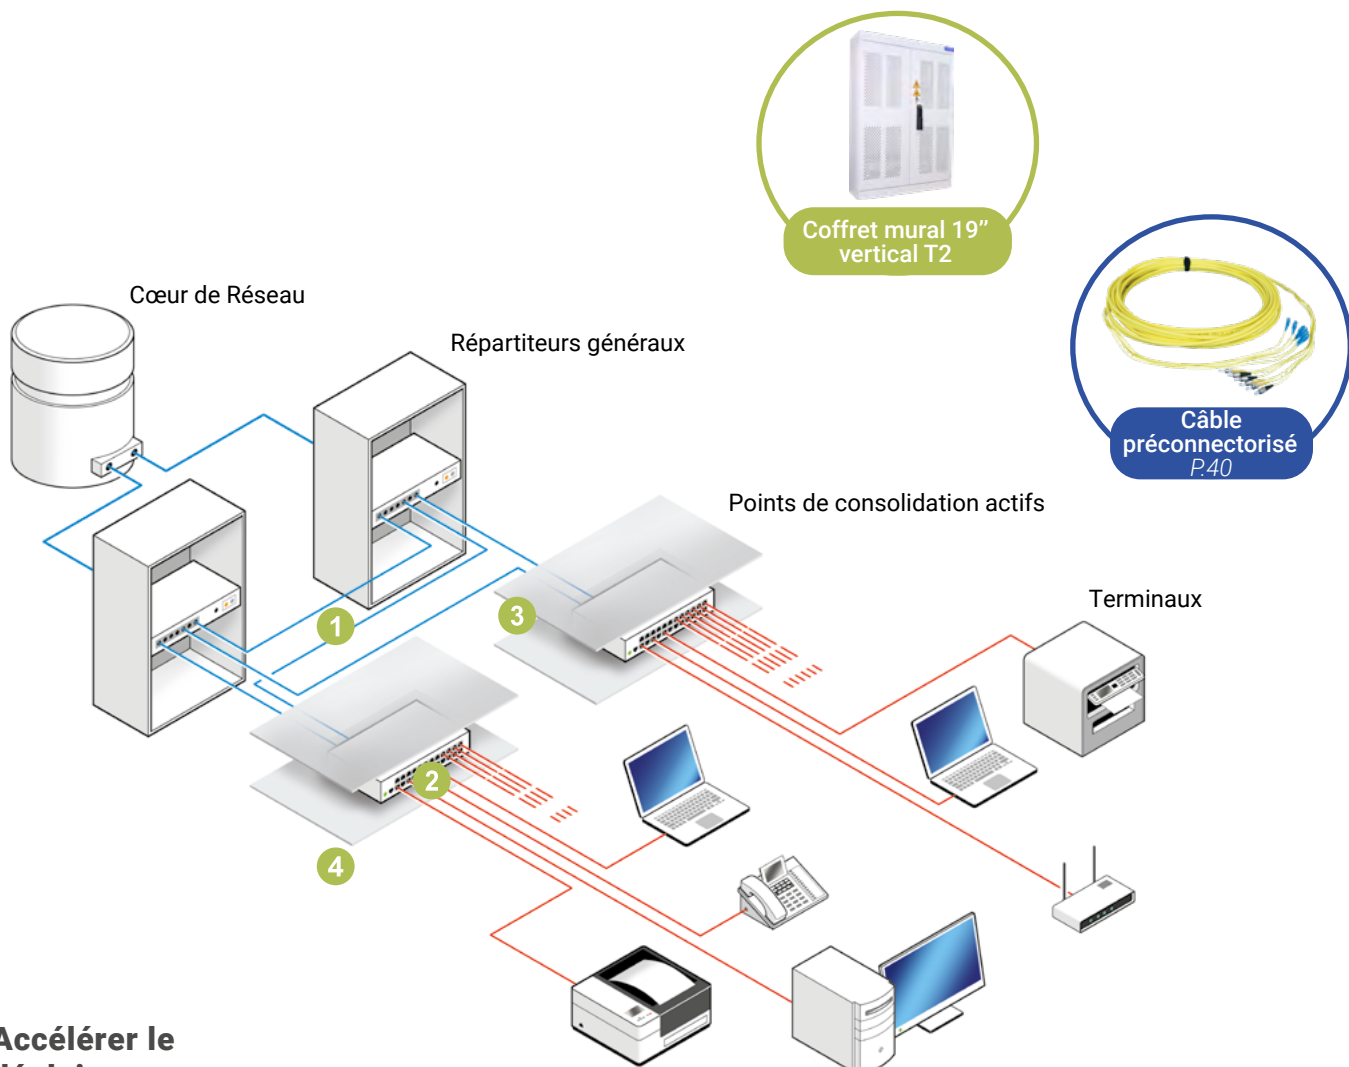 Coffret mural 19’’
vertical T2
Câble
préconnectorisé
P.40
Cœur de Réseau
Répartiteurs généraux
Points de consolidation actifs
Terminaux
1
3
2
4
Accélérer le